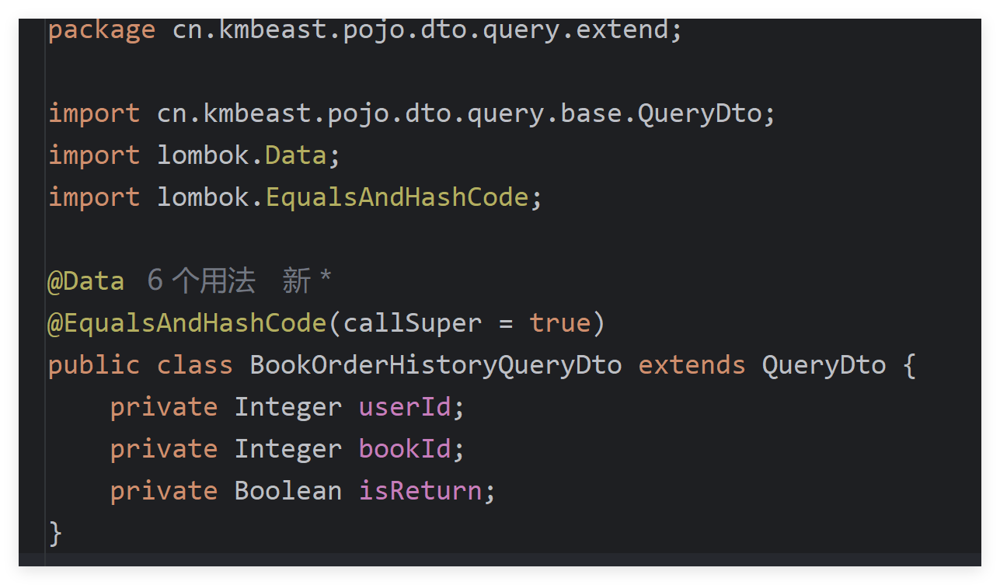 package cn.kmbeast.pojo.dto.query.extend;
import cn.kmbeast.pojo.dto.query.base.QueryDto;
import lombok.Data;
import lombok.EqualsAndHashCode;
@Data 6 个用法 新 *
@EqualsAndHashCode(callSuper = true)
public class BookOrderHistoryQueryDto extends QueryDto {
    private Integer userId;
    private Integer bookId;
    private Boolean isReturn;
}